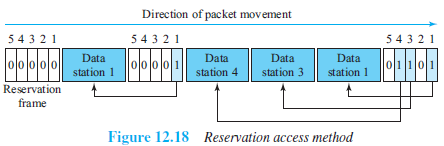 Direction of packet movement
5 4 3 2 1 5 4 3 2 1 5 4 3 2 1
0 0 0 0 0 Data station 1 0 0 0 0 1 Data station 4 Data station 3 Data station 1 0 1 1 0 1
Reservation
frame
Figure 12.18 Reservation access method